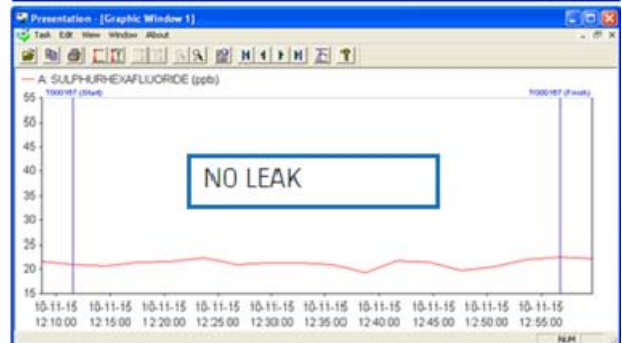 Presentation - [Graphic Window 1]
Task Edit View Window About
A: SULPHURHEXAFLUORIDE (ppb)
T000167 (Start)
T000167 (Finish)
55
50
45
40
35
30
25
20
15
NO LEAK
10-11-15 10-11-15 10-11-15 10-11-15 10-11-15 10-11-15 10-11-15 10-11-15 10-11-15 10-11-15
12:10:00 12:15:00 12:20:00 12:25:00 12:30:00 12:35:00 12:40:00 12:45:00 12:50:00 12:55:00
NUM